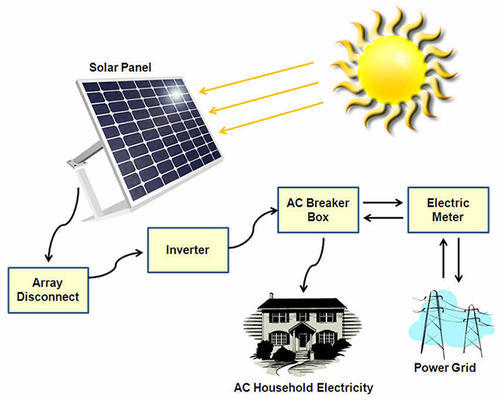 Solar Panel
AC Breaker
Box
Electric
Meter
Inverter
Array
Disconnect
Power Grid
AC Household Electricity